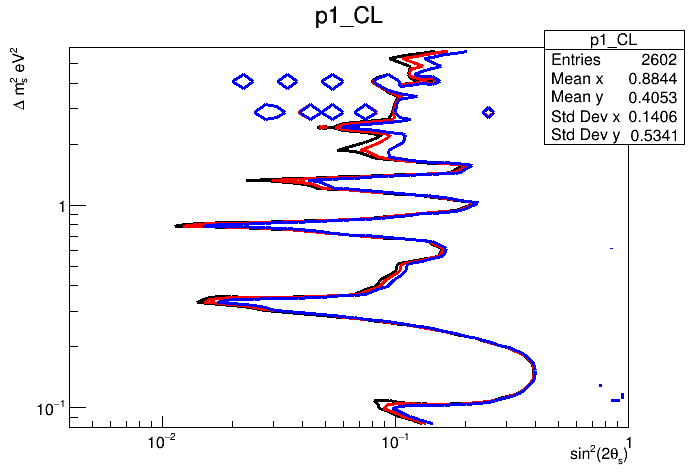 p1_CL
p1_CL
Entries 2602
Mean x 0.8844
Mean y 0.4053
Std Dev x 0.1406
Std Dev y 0.5341
Δ m²ₛ eV²
1
10⁻¹
10⁻²
10⁻¹
1
sin²(2θₛ)